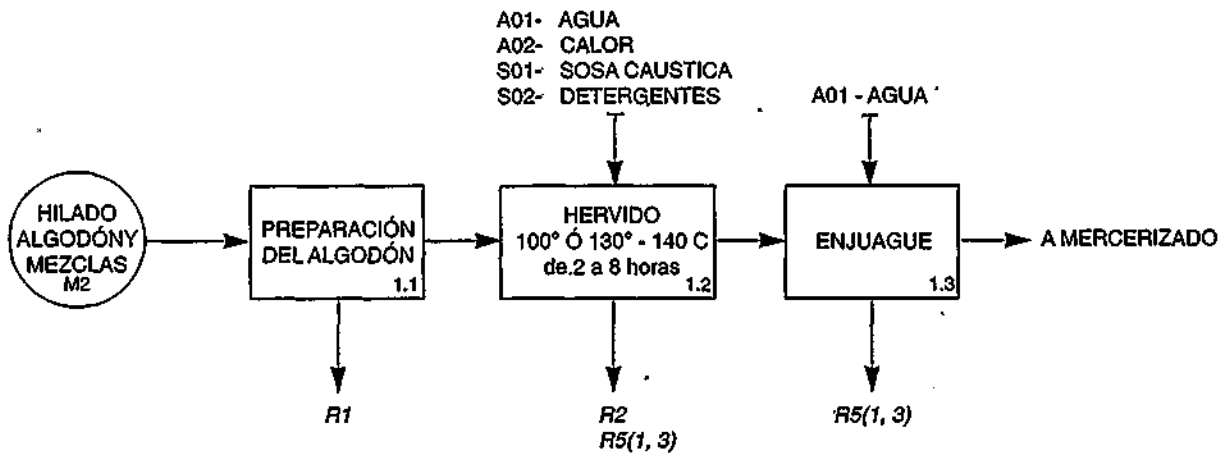 A01- AGUA
A02- CALOR
S01- SOSA CAUSTICA
S02- DETERGENTES
A01 - AGUA
HILADO
ALGODÓNY
MEZCLAS
M2
PREPARACIÓN
DEL ALGODÓN
1.1
HERVIDO
100° Ó 130° - 140 C
de.2 a 8 horas
1.2
ENJUAGUE
1.3
A MERCERIZADO
R1
R2
R5(1, 3)
R5(1, 3)